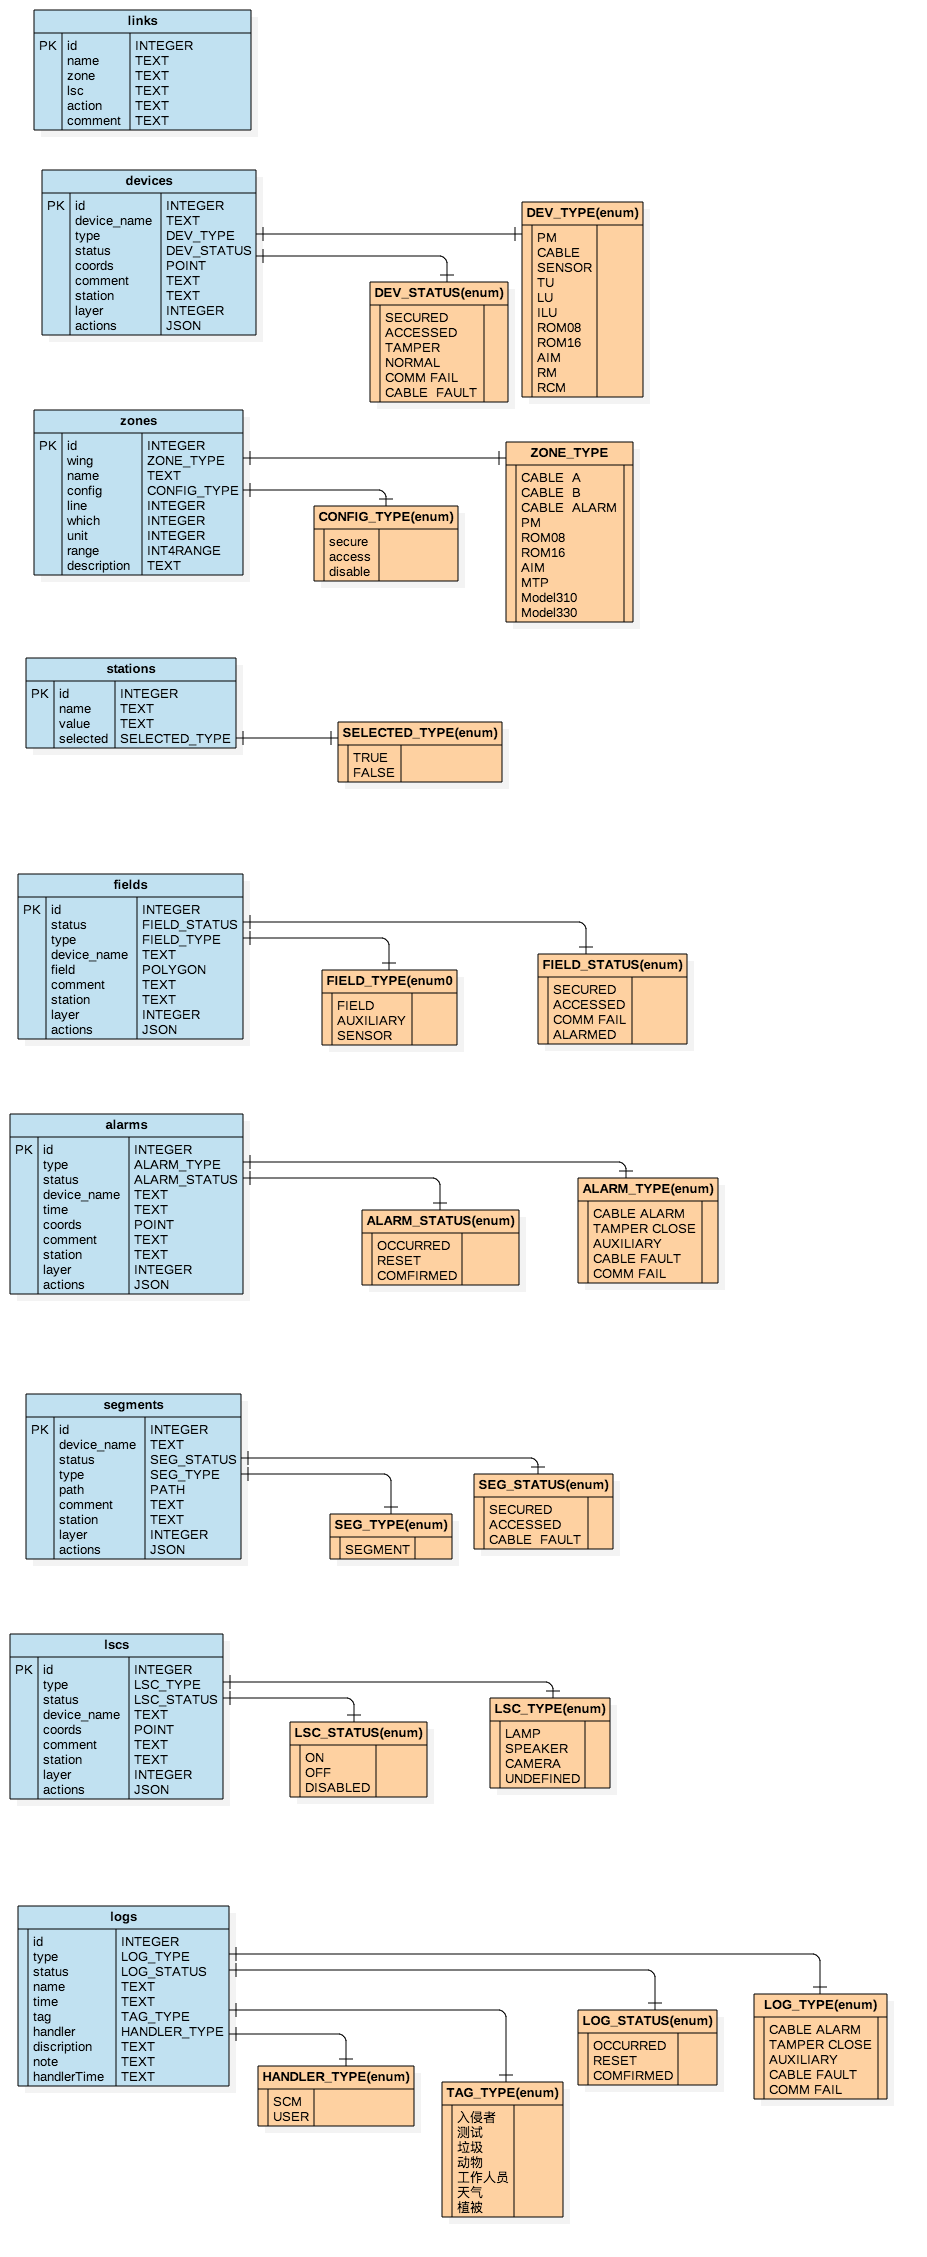 links
PK id INTEGER
name TEXT
zone TEXT
lsc TEXT
action TEXT
comment TEXT
devices
PK id INTEGER
device_name TEXT
type DEV_TYPE
status DEV_STATUS
coords POINT
comment TEXT
station TEXT
layer INTEGER
actions JSON
DEV_TYPE(enum)
PM
CABLE
SENSOR
TU
LU
ILU
ROM08
ROM16
AIM
RM
RCM
DEV_STATUS(enum)
SECURED
ACCESSED
TAMPER
NORMAL
COMM FAIL
CABLE FAULT
zones
PK id INTEGER
wing ZONE_TYPE
name TEXT
config CONFIG_TYPE
line INTEGER
which INTEGER
unit INTEGER
range INT4RANGE
description TEXT
ZONE_TYPE
CABLE A
CABLE B
CABLE ALARM
PM
ROM08
ROM16
AIM
MTP
Model310
Model330
CONFIG_TYPE(enum)
secure
access
disable
stations
PK id INTEGER
name TEXT
value TEXT
selected SELECTED_TYPE
SELECTED_TYPE(enum)
TRUE
FALSE
fields
PK id INTEGER
status FIELD_STATUS
type FIELD_TYPE
device_name TEXT
field POLYGON
comment TEXT
station TEXT
layer INTEGER
actions JSON
FIELD_TYPE(enum0
FIELD
AUXILIARY
SENSOR
FIELD_STATUS(enum)
SECURED
ACCESSED
COMM FAIL
ALARMED
alarms
PK id INTEGER
type ALARM_TYPE
status ALARM_STATUS
device_name TEXT
time TEXT
coords POINT
comment TEXT
station TEXT
layer INTEGER
actions JSON
ALARM_STATUS(enum)
OCCURRED
RESET
COMFIRMED
ALARM_TYPE(enum)
CABLE ALARM
TAMPER CLOSE
AUXILIARY
CABLE FAULT
COMM FAIL
segments
PK id INTEGER
device_name TEXT
status SEG_STATUS
type SEG_TYPE
path PATH
comment TEXT
station TEXT
layer INTEGER
actions JSON
SEG_TYPE(enum)
SEGMENT
SEG_STATUS(enum)
SECURED
ACCESSED
CABLE FAULT
lscs
PK id INTEGER
type LSC_TYPE
status LSC_STATUS
device_name TEXT
coords POINT
comment TEXT
station TEXT
layer INTEGER
actions JSON
LSC_STATUS(enum)
ON
OFF
DISABLED
LSC_TYPE(enum)
LAMP
SPEAKER
CAMERA
UNDEFINED
logs
id INTEGER
type LOG_TYPE
status LOG_STATUS
name TEXT
time TEXT
tag TAG_TYPE
handler HANDLER_TYPE
discription TEXT
note TEXT
handlerTime TEXT
HANDLER_TYPE(enum)
SCM
USER
TAG_TYPE(enum)
入侵者
测试
垃圾
动物
工作人员
天气
植被
LOG_STATUS(enum)
OCCURRED
RESET
COMFIRMED
LOG_TYPE(enum)
CABLE ALARM
TAMPER CLOSE
AUXILIARY
CABLE FAULT
COMM FAIL